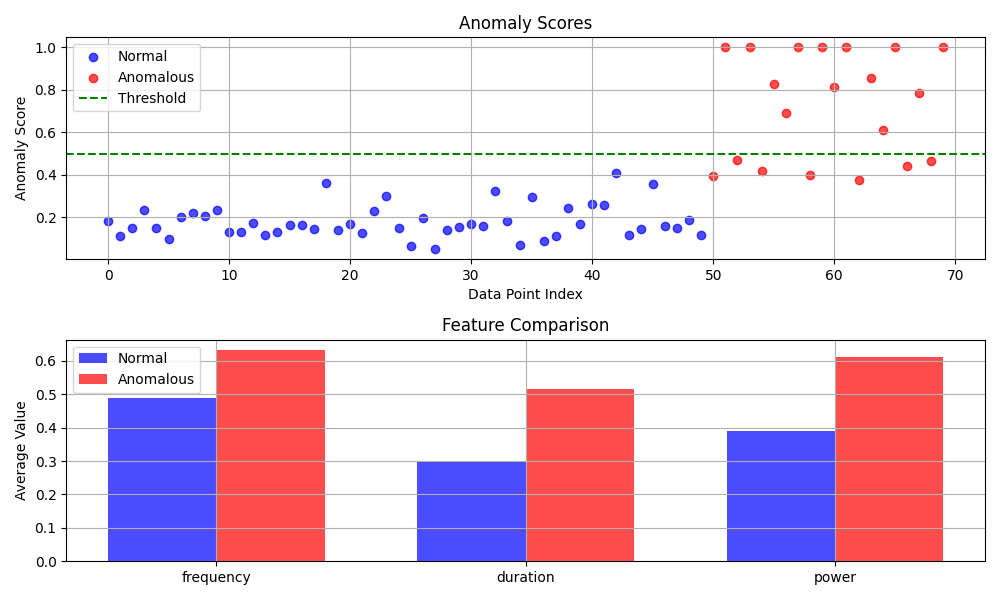 Anomaly Scores
Anomaly Score
1.0
0.8
0.6
0.4
0.2
Normal
Anomalous
Threshold
0 10 20 30 40 50 60 70
Data Point Index
Feature Comparison
Average Value
0.6
0.5
0.4
0.3
0.2
0.1
0.0
Normal
Anomalous
frequency duration power